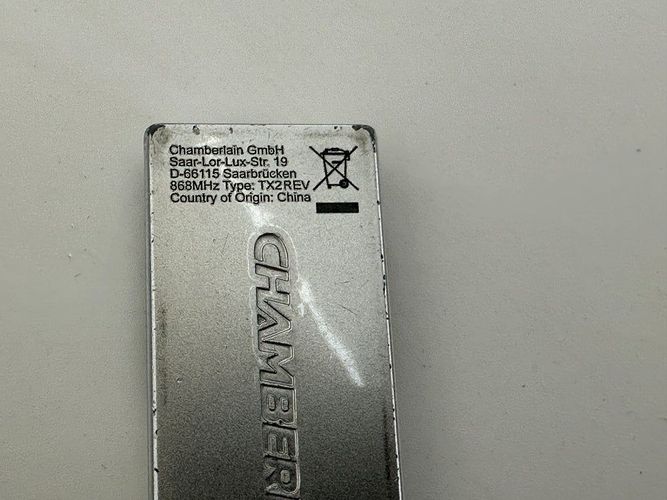 Chamberlain GmbH
Saar-Lor-Lux-Str. 19
D-66115 Saarbrücken
868MHz Type: TX2REV
Country of Origin: China
CHAMBER